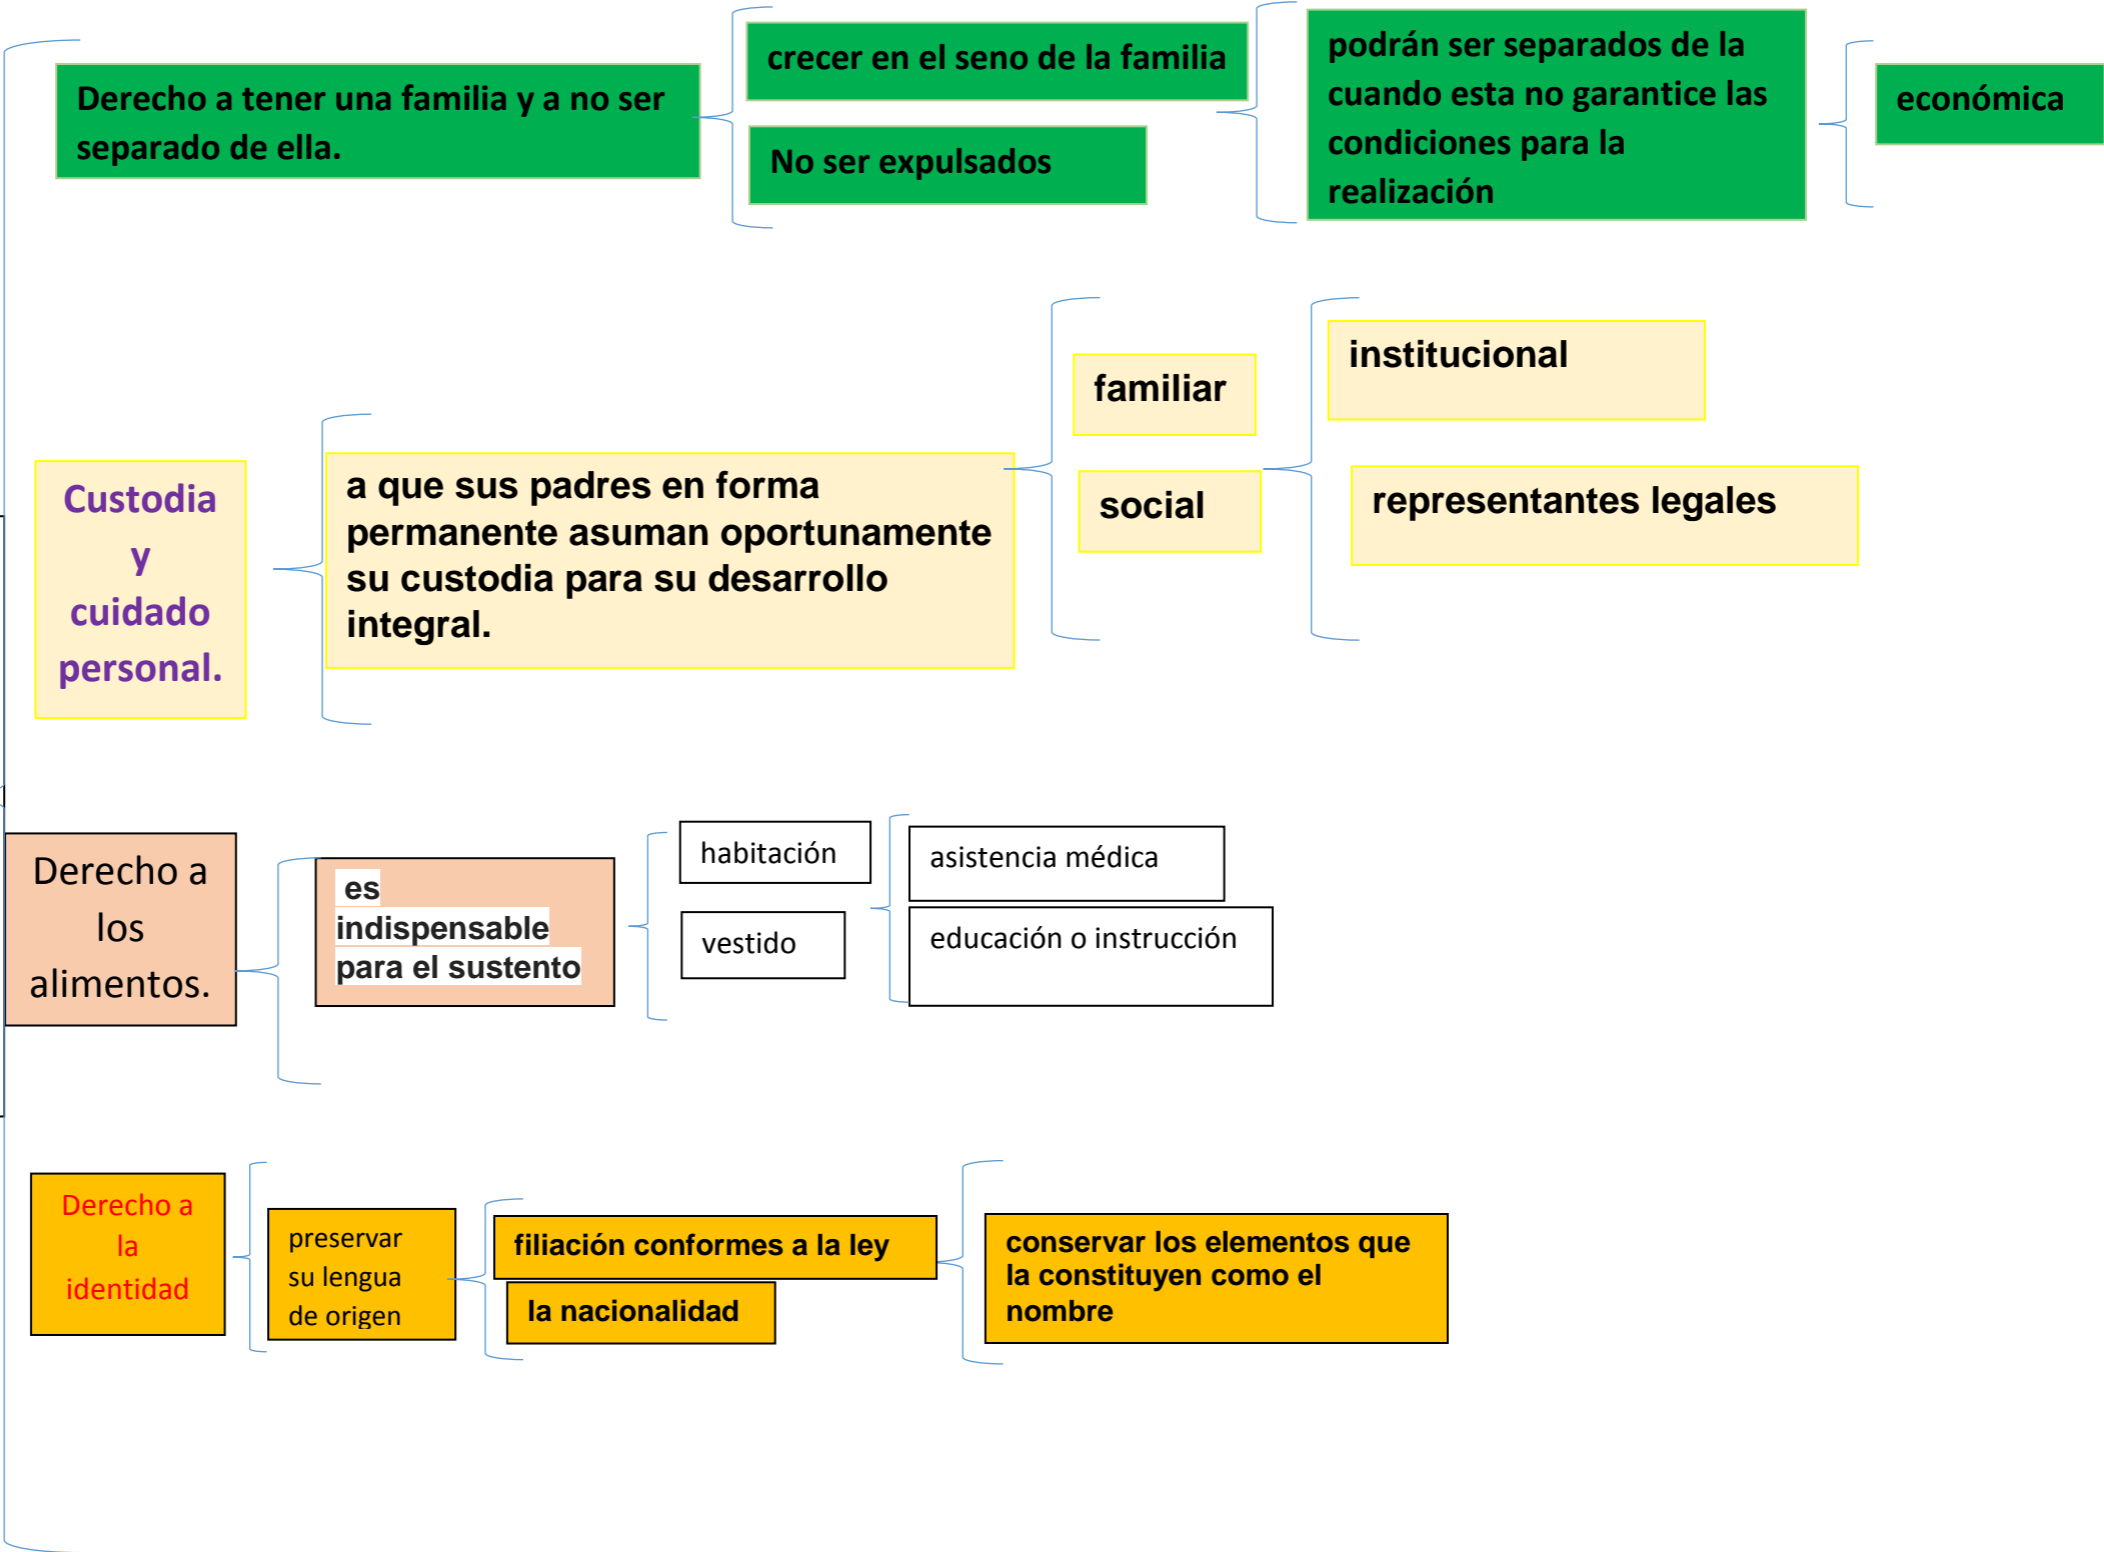 Derecho a tener una familia y a no ser
separado de ella.
crecer en el seno de la familia
No ser expulsados
podrán ser separados de la
cuando esta no garantice las
condiciones para la
realización
económica
Custodia
y
cuidado
personal.
a que sus padres en forma
permanente asuman oportunamente
su custodia para su desarrollo
integral.
familiar
social
institucional
representantes legales
Derecho a
los
alimentos.
es
indispensable
para el sustento
habitación
vestido
asistencia médica
educación o instrucción
Derecho a
la
identidad
preservar
su lengua
de origen
filiación conformes a la ley
la nacionalidad
conservar los elementos que
la constituyen como el
nombre